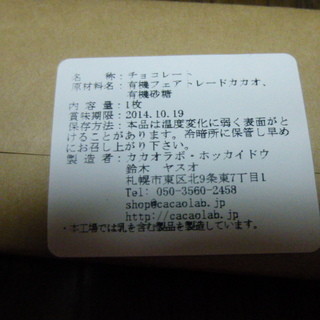 名　　称：チョコレート
原材料名：有機フェアトレードカカオ、
有機砂糖
内 容 量：1枚
賞味期限：2014.10.19
保存方法：本品は温度変化に弱く表面がと
けることがあります。冷暗所に保管し早め
にお召し上がり下さい。
製 造 者：カカオラボ・ホッカイドウ
鈴木　ヤスオ
札幌市東区北9条東7丁目1
Tel: 050-3560-2458
shop@cacaolab.jp
http://cacaolab.jp
・本工場では乳を含む製品を製造しています。